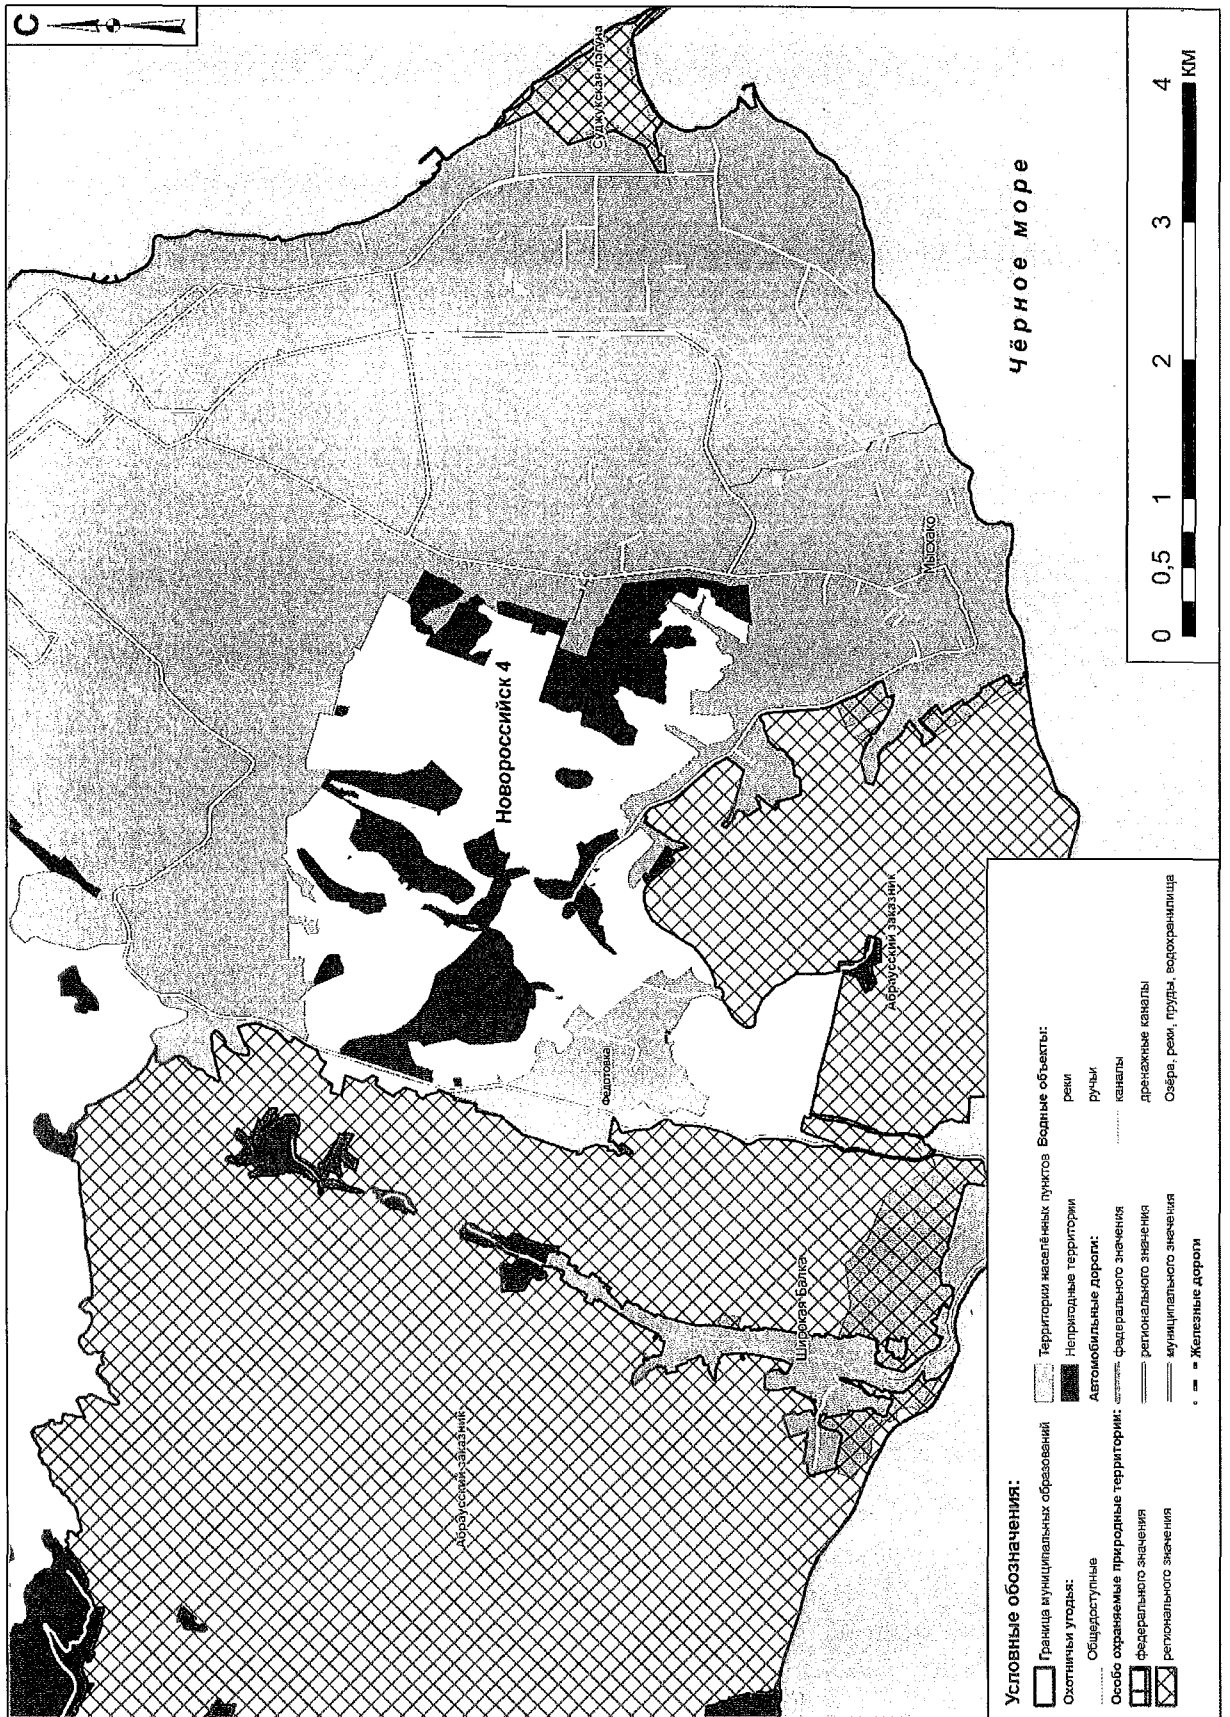 С
Суджукская лагуна
Чёрное море
Мысхако
Новороссийск 4
Федотовка
Абраусский заказник
Широкая Балка
Абраусский заказник
0 0,5 1 2 3 4
КМ
Условные обозначения:
Граница муниципальных образований
Охотничьи угодья:
Общедоступные
Особо охраняемые природные территории:
федерального значения
регионального значения
Территории населённых пунктов
Непригодные территории
Автомобильные дороги:
федерального значения
регионального значения
муниципального значения
Железные дороги
Водные объекты:
реки
ручьи
каналы
дренажные каналы
Озёра, реки, пруды, водохранилища